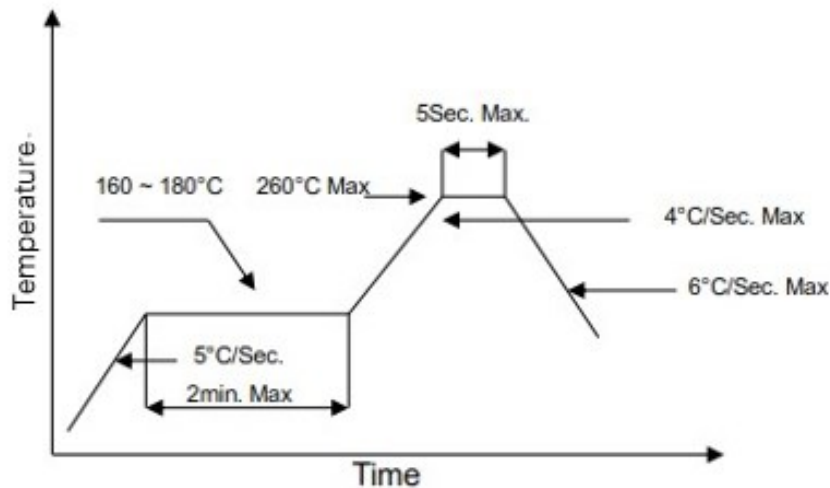 5Sec. Max.
160 ~ 180°C
260°C Max
4°C/Sec. Max
6°C/Sec. Max
5°C/Sec.
2min. Max
Temperature
Time